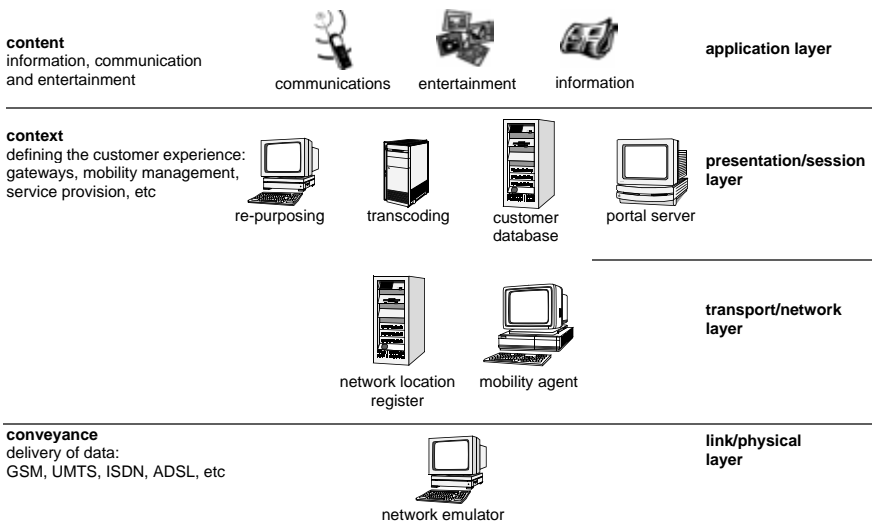 content
information, communication
and entertainment
communications
entertainment
information
application layer
context
defining the customer experience:
gateways, mobility management,
service provision, etc
re-purposing
transcoding
customer
database
portal server
presentation/session
layer
network location
register
mobility agent
transport/network
layer
conveyance
delivery of data:
GSM, UMTS, ISDN, ADSL, etc
network emulator
link/physical
layer